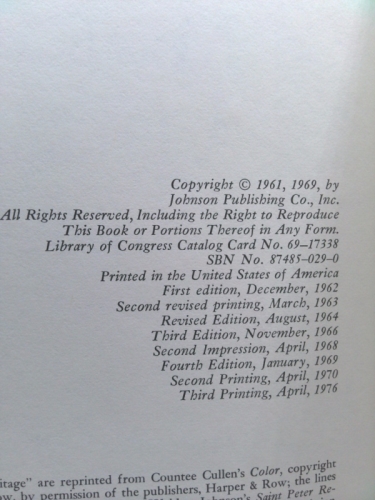 Copyright © 1961, 1969, by
Johnson Publishing Co., Inc.
All Rights Reserved, Including the Right to Reproduce
This Book or Portions Thereof in Any Form.
Library of Congress Catalog Card No. 69–17338
SBN No. 87485-029-0
Printed in the United States of America
First edition, December, 1962
Second revised printing, March, 1963
Revised Edition, August, 1964
Third Edition, November, 1966
Second Impression, April, 1968
Fourth Edition, January, 1969
Second Printing, April, 1970
Third Printing, April, 1976
itage" are reprinted from Countee Cullen's Color, copyright
by permission of the publishers, Harper & Row; the lines
Johnson's Saint Peter Re-